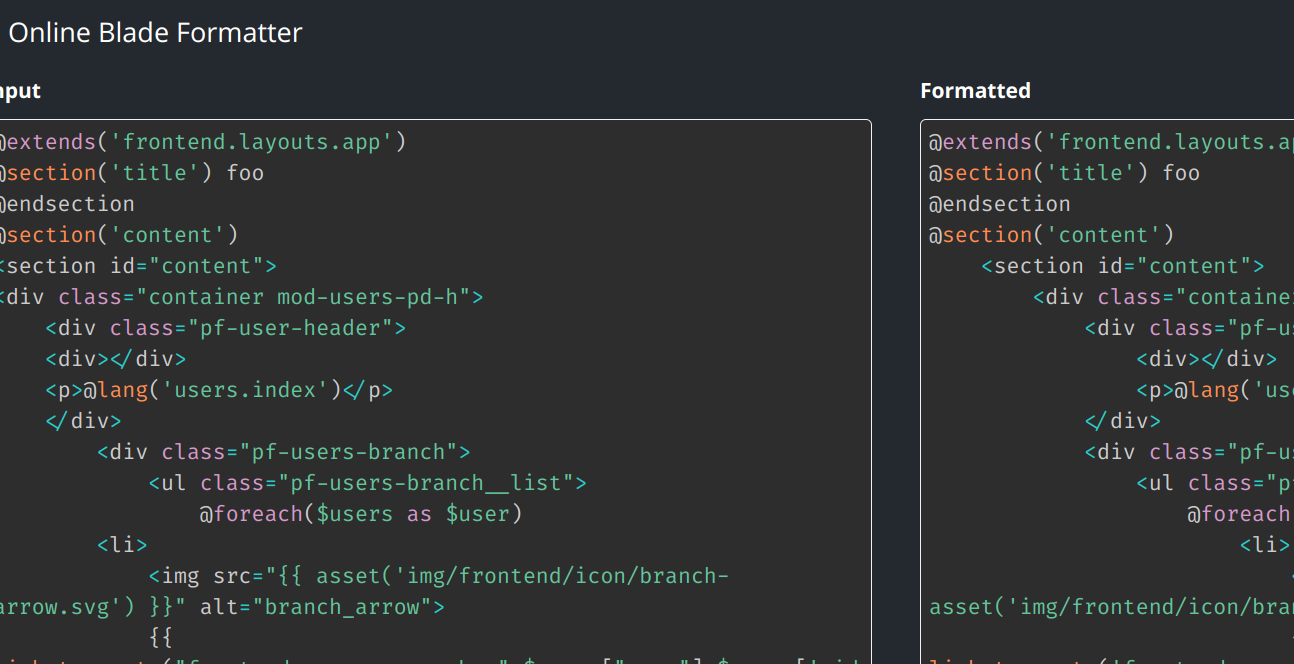 Online Blade Formatter
nput
@extends('frontend.layouts.app')
@section('title') foo
@endsection
@section('content')
<section id="content">
<div class="container mod-users-pd-h">
<div class="pf-user-header">
<div></div>
<p>@lang('users.index')</p>
</div>
<div class="pf-users-branch">
<ul class="pf-users-branch__list">
@foreach($users as $user)
<li>
<img src="{{ asset('img/frontend/icon/branch-
arrow.svg') }}" alt="branch_arrow">
{{
Formatted
@extends('frontend.layouts.ap
@section('title') foo
@endsection
@section('content')
<section id="content">
<div class="containe
<div class="pf-u
<div></div>
<p>@lang('use
</div>
<div class="pf-u
<ul class="p
@foreach
<li>
asset('img/frontend/icon/bra